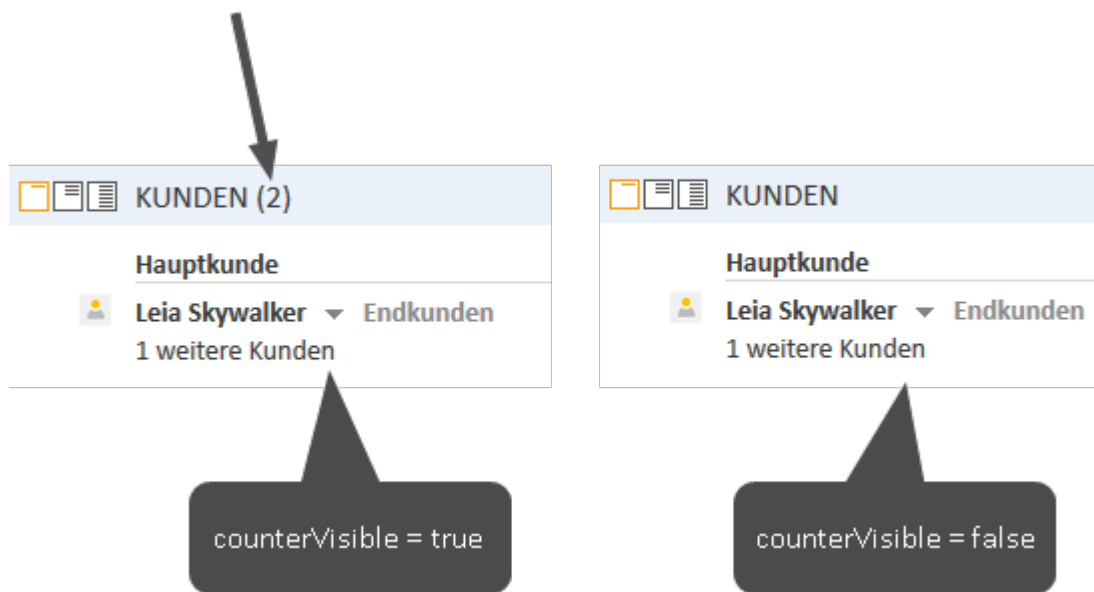 KUNDEN (2)
Hauptkunde
Leia Skywalker Endkunden
1 weitere Kunden
counterVisible = true
KUNDEN
Hauptkunde
Leia Skywalker Endkunden
1 weitere Kunden
counterVisible = false